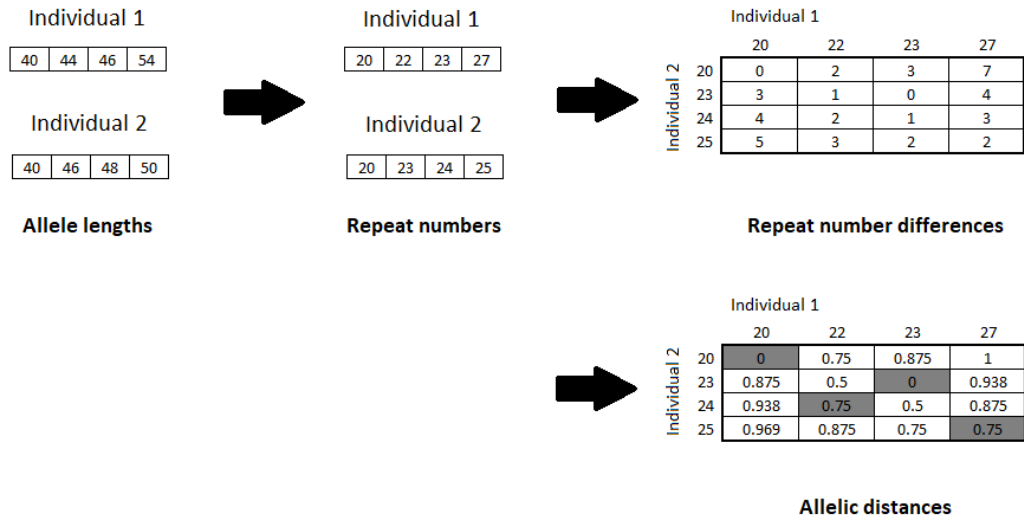 Individual 1
40 44 46 54
Individual 2
40 46 48 50
Allele lengths
Individual 1
20 22 23 27
Individual 2
20 23 24 25
Repeat numbers
Individual 1
20 22 23 27
Individual 2
20 0 2 3 7
23 3 1 0 4
24 4 2 1 3
25 5 3 2 2
Repeat number differences
Individual 1
20 22 23 27
Individual 2
20 0 0.75 0.875 1
23 0.875 0.5 0 0.938
24 0.938 0.75 0.5 0.875
25 0.969 0.875 0.75 0.75
Allelic distances